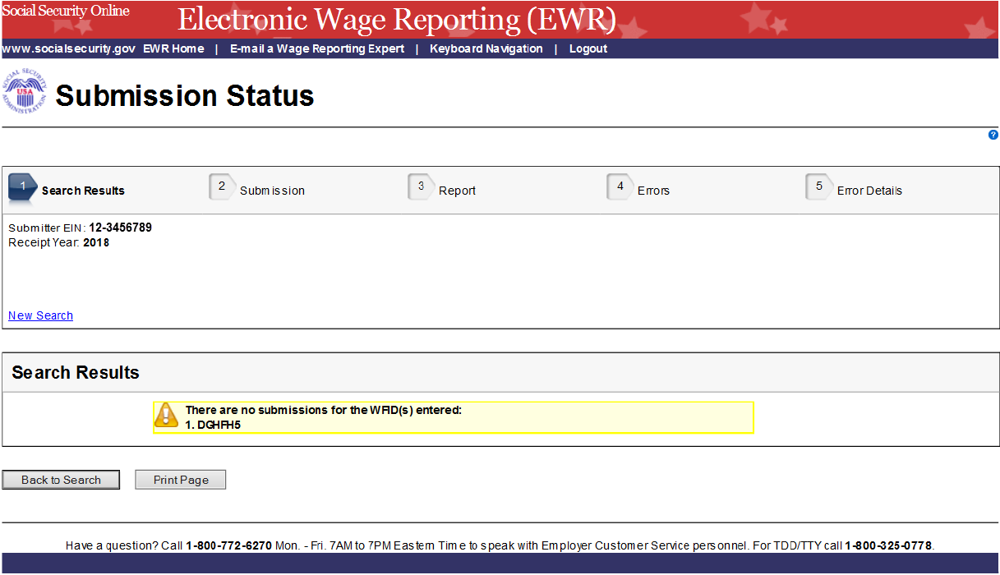 Social Security Online
Electronic Wage Reporting (EWR)
www.socialsecurity.gov EWR Home | E-mail a Wage Reporting Expert | Keyboard Navigation | Logout
SOCIAL SECURITY ADMINISTRATION
USA
Submission Status
?
1 Search Results 2 Submission 3 Report 4 Errors 5 Error Details
Submitter EIN: 12-3456789
Receipt Year: 2018
New Search
Search Results
There are no submissions for the WFID(s) entered:
1. DGHFH5
Back to Search Print Page
Have a question? Call 1-800-772-6270 Mon. - Fri. 7AM to 7PM Eastern Time to speak with Employer Customer Service personnel. For TDD/TTY call 1-800-325-0778.